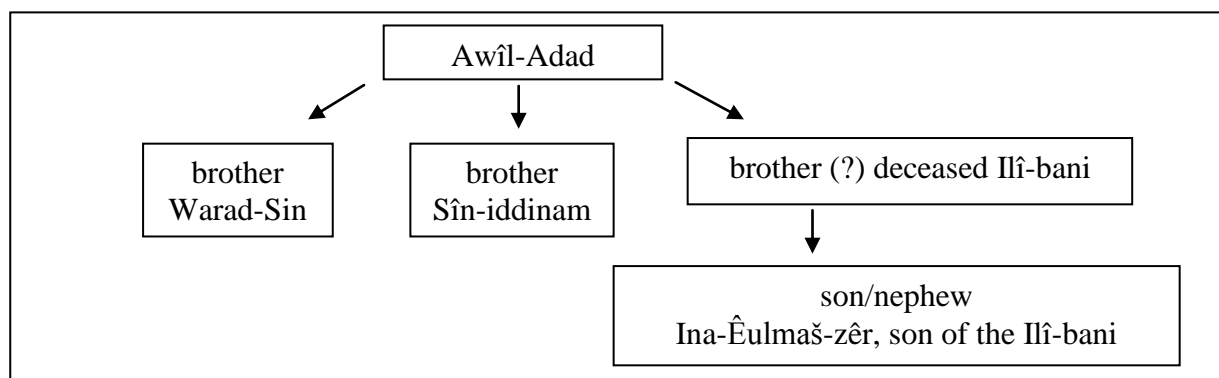 Awîl-Adad
brother
Warad-Sin
brother
Sîn-iddinam
brother (?) deceased Ilî-bani
son/nephew
Ina-Êulmaš-zêr, son of the Ilî-bani